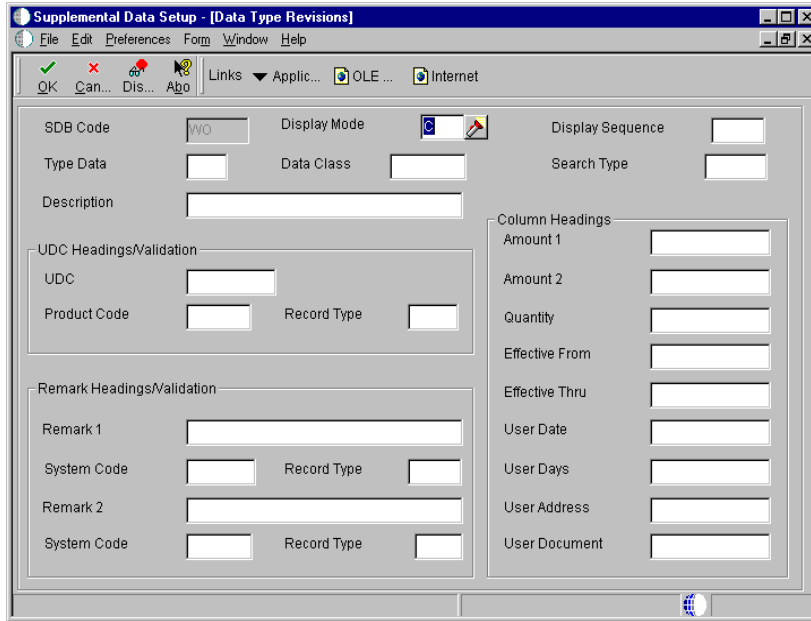 Supplemental Data Setup - [Data Type Revisions]
File Edit Preferences Form Window Help
OK Can... Dis... Abo Links Applic... OLE ... Internet
SDB Code WO Display Mode C Display Sequence
Type Data Data Class Search Type
Description
Column Headings
Amount 1
UDC Headings/Validation
UDC Amount 2
Product Code Record Type Quantity
Effective From
Remark Headings/Validation Effective Thru
Remark 1 User Date
System Code Record Type User Days
Remark 2 User Address
System Code Record Type User Document